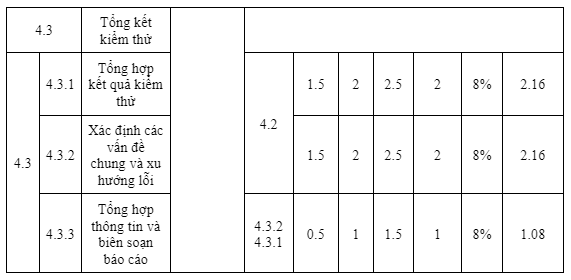 4.3
Tổng kết
kiểm thử
4.3
4.3.1
Tổng hợp
kết quả kiểm
thử
4.2
1.5
2
2.5
2
8%
2.16
4.3.2
Xác định các
vấn đề
chung và xu
hướng lỗi
1.5
2
2.5
2
8%
2.16
4.3.3
Tổng hợp
thông tin và
biên soạn
báo cáo
4.3.2
4.3.1
0.5
1
1.5
1
8%
1.08